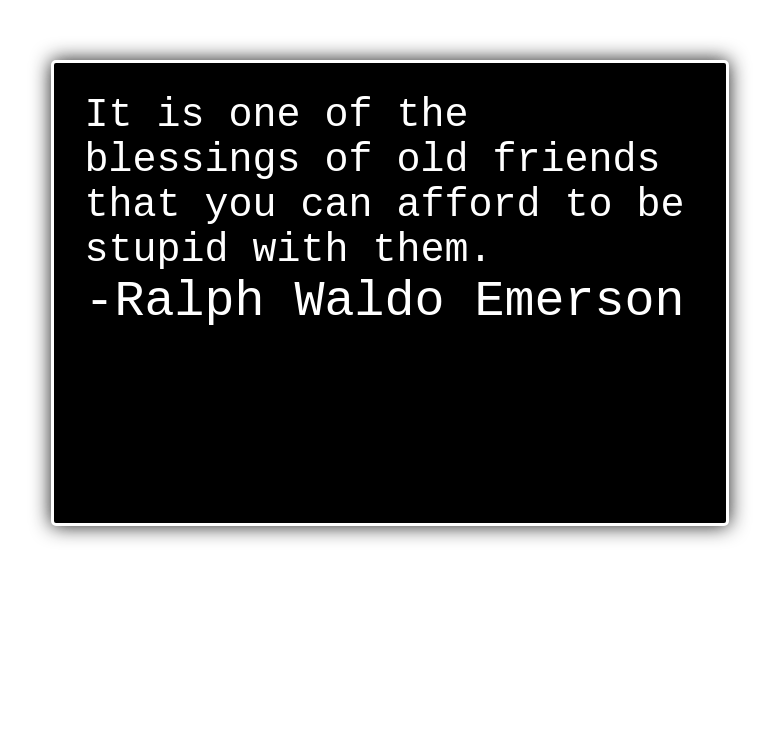 It is one of the
blessings of old friends
that you can afford to be
stupid with them.
-Ralph Waldo Emerson